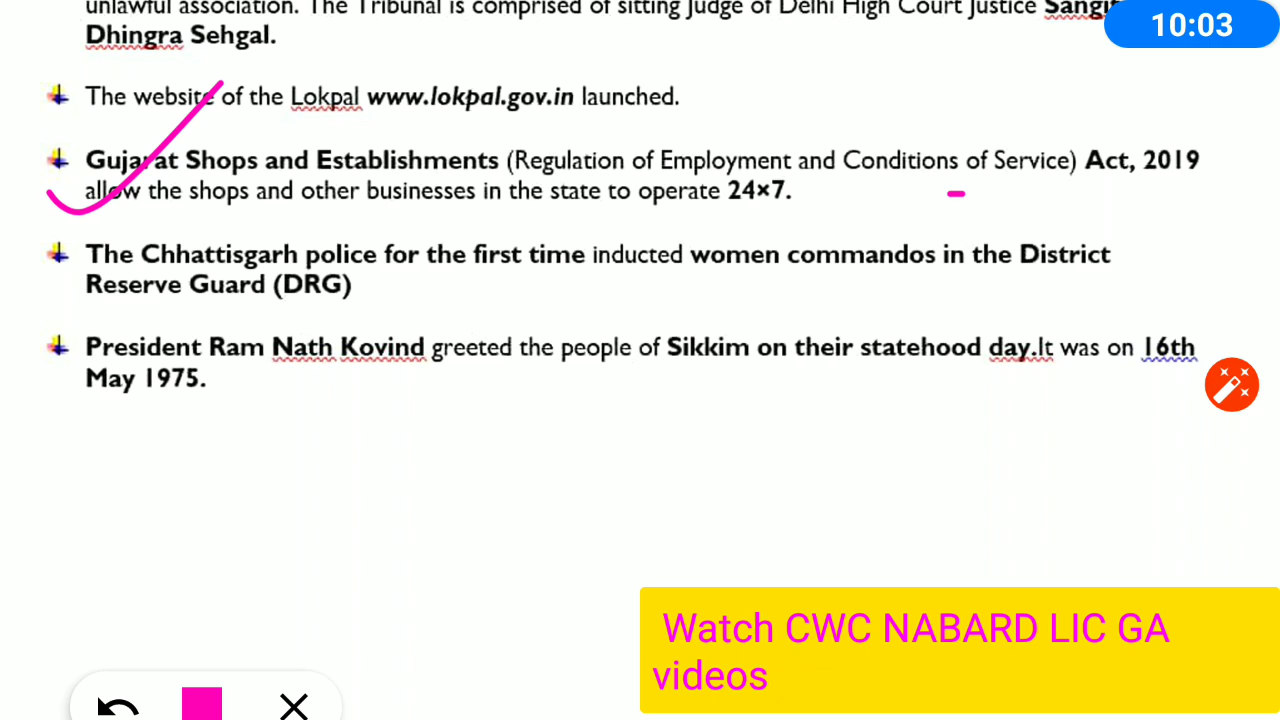 unlawful association. The Tribunal is comprised of sitting Judge of Delhi High Court Justice
10:03
Dhingra Sehgal.
The website of the Lokpal www.lokpal.gov.in launched.
Gujarat Shops and Establishments (Regulation of Employment and Conditions of Service) Act, 2019
allow the shops and other businesses in the state to operate 24×7.
The Chhattisgarh police for the first time inducted women commandos in the District
Reserve Guard (DRG)
President Ram Nath Kovind greeted the people of Sikkim on their statehood day.It was on 16th
May 1975.
Watch CWC NABARD LIC GA
videos